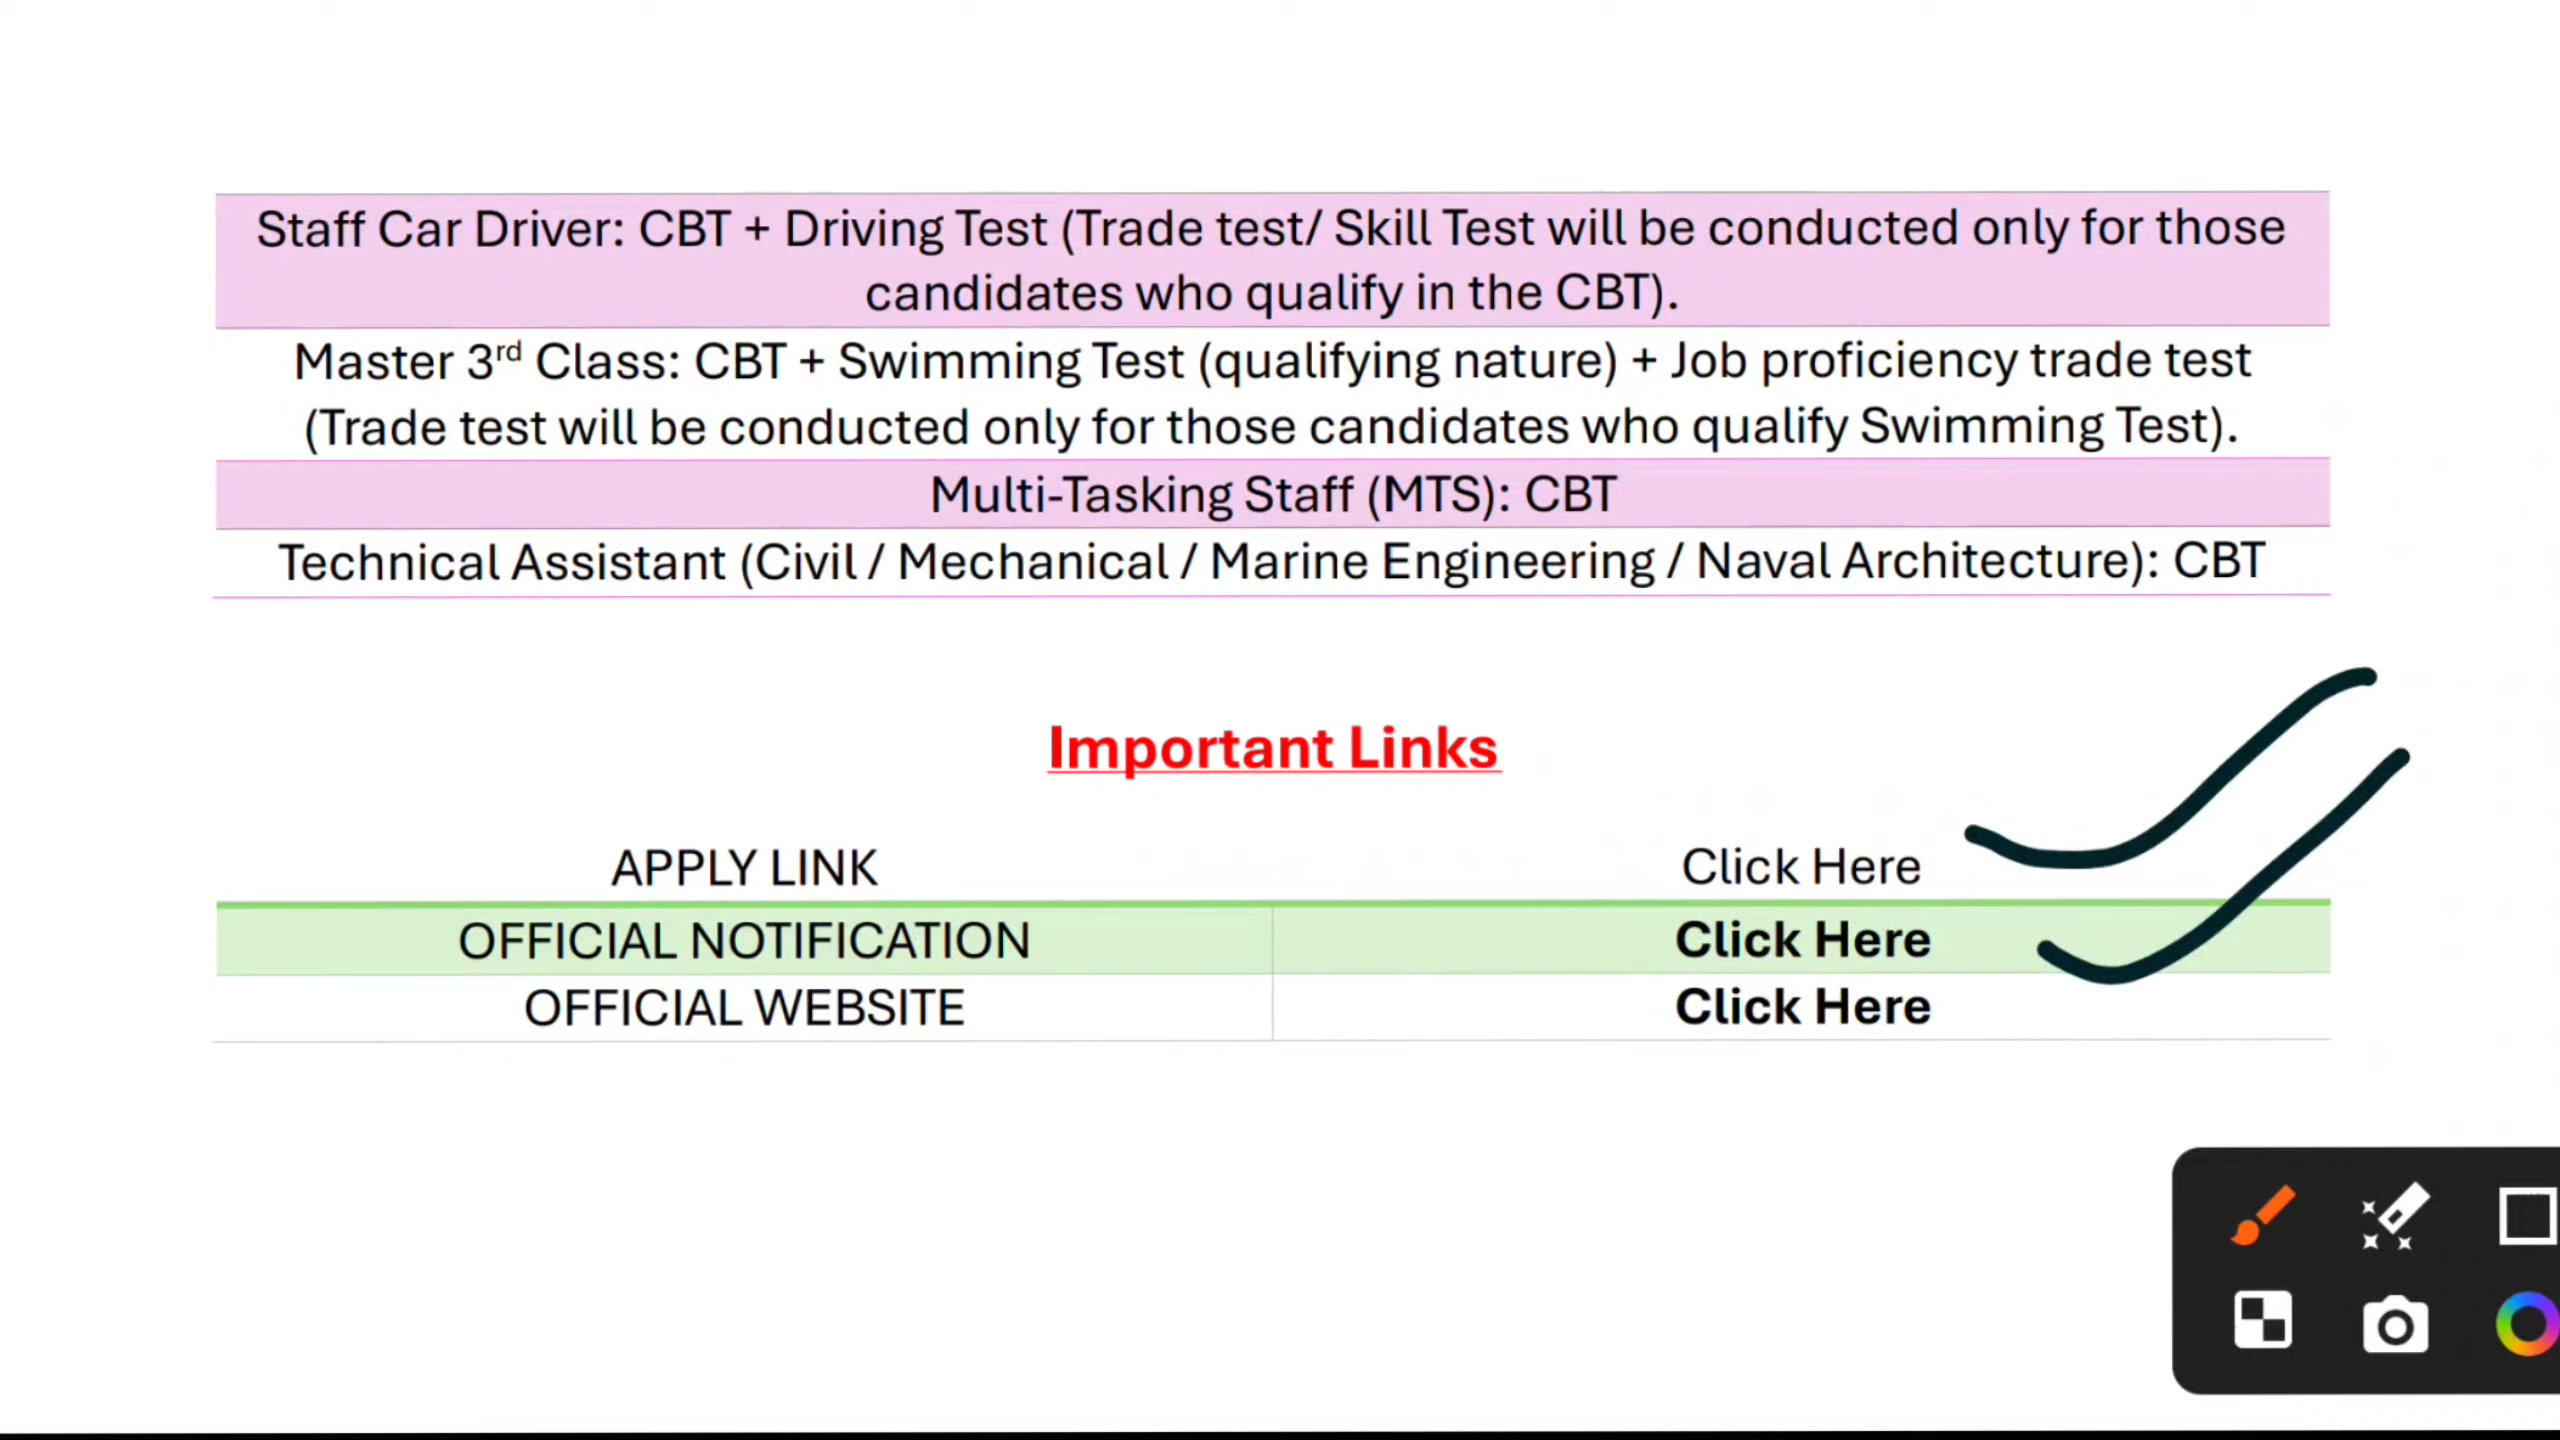 Staff Car Driver: CBT + Driving Test (Trade test/ Skill Test will be conducted only for those
candidates who qualify in the CBT).
Master 3rd Class: CBT + Swimming Test (qualifying nature) + Job proficiency trade test
(Trade test will be conducted only for those candidates who qualify Swimming Test).
Multi-Tasking Staff (MTS): CBT
Technical Assistant (Civil / Mechanical / Marine Engineering / Naval Architecture): CBT
Important Links
APPLY LINK Click Here
OFFICIAL NOTIFICATION Click Here
OFFICIAL WEBSITE Click Here